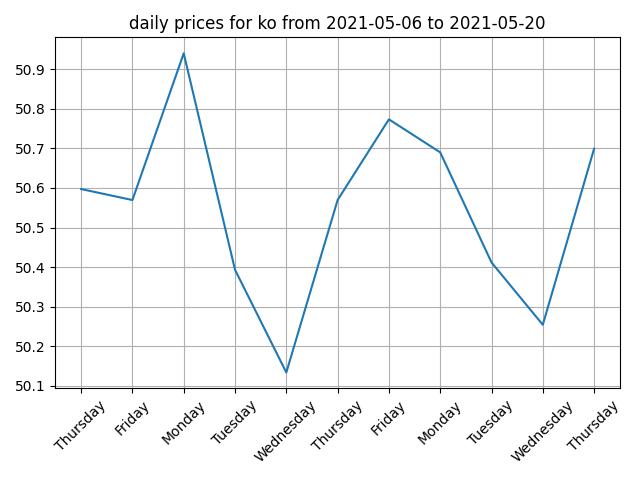 daily prices for ko from 2021-05-06 to 2021-05-20
50.9
50.8
50.7
50.6
50.5
50.4
50.3
50.2
50.1
Thursday
Friday
Monday
Tuesday
Wednesday
Thursday
Friday
Monday
Tuesday
Wednesday
Thursday